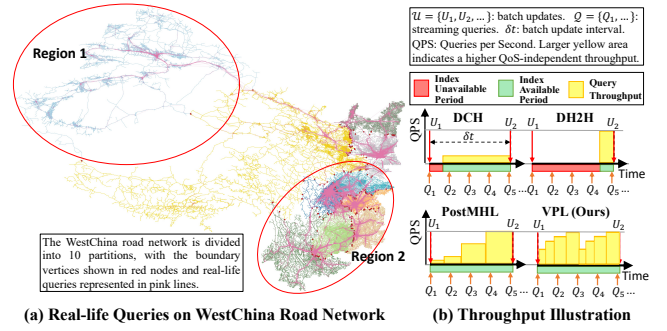 Region 1
Region 2
The WestChina road network is divided
into 10 partitions, with the boundary
vertices shown in red nodes and real-life
queries represented in pink lines.
(a) Real-life Queries on WestChina Road Network
𝒰 = {U₁, U₂, …}: batch updates. 𝒬 = {Q₁, …}:
streaming queries. δt: batch update interval.
QPS: Queries per Second. Larger yellow area
indicates a higher QoS-independent throughput.
Index Unavailable Period
Index Available Period
Query Throughput
DCH
DH2H
QPS
U₁
U₂
U₁
U₂
δt
Time
Q₁ Q₂ Q₃ Q₄ Q₅ ...
Q₁ Q₂ Q₃ Q₄ Q₅ ...
PostMHL
VPL (Ours)
QPS
U₁
U₂
U₁
U₂
Time
Q₁ Q₂ Q₃ Q₄ Q₅ ...
Q₁ Q₂ Q₃ Q₄ Q₅ ...
(b) Throughput Illustration